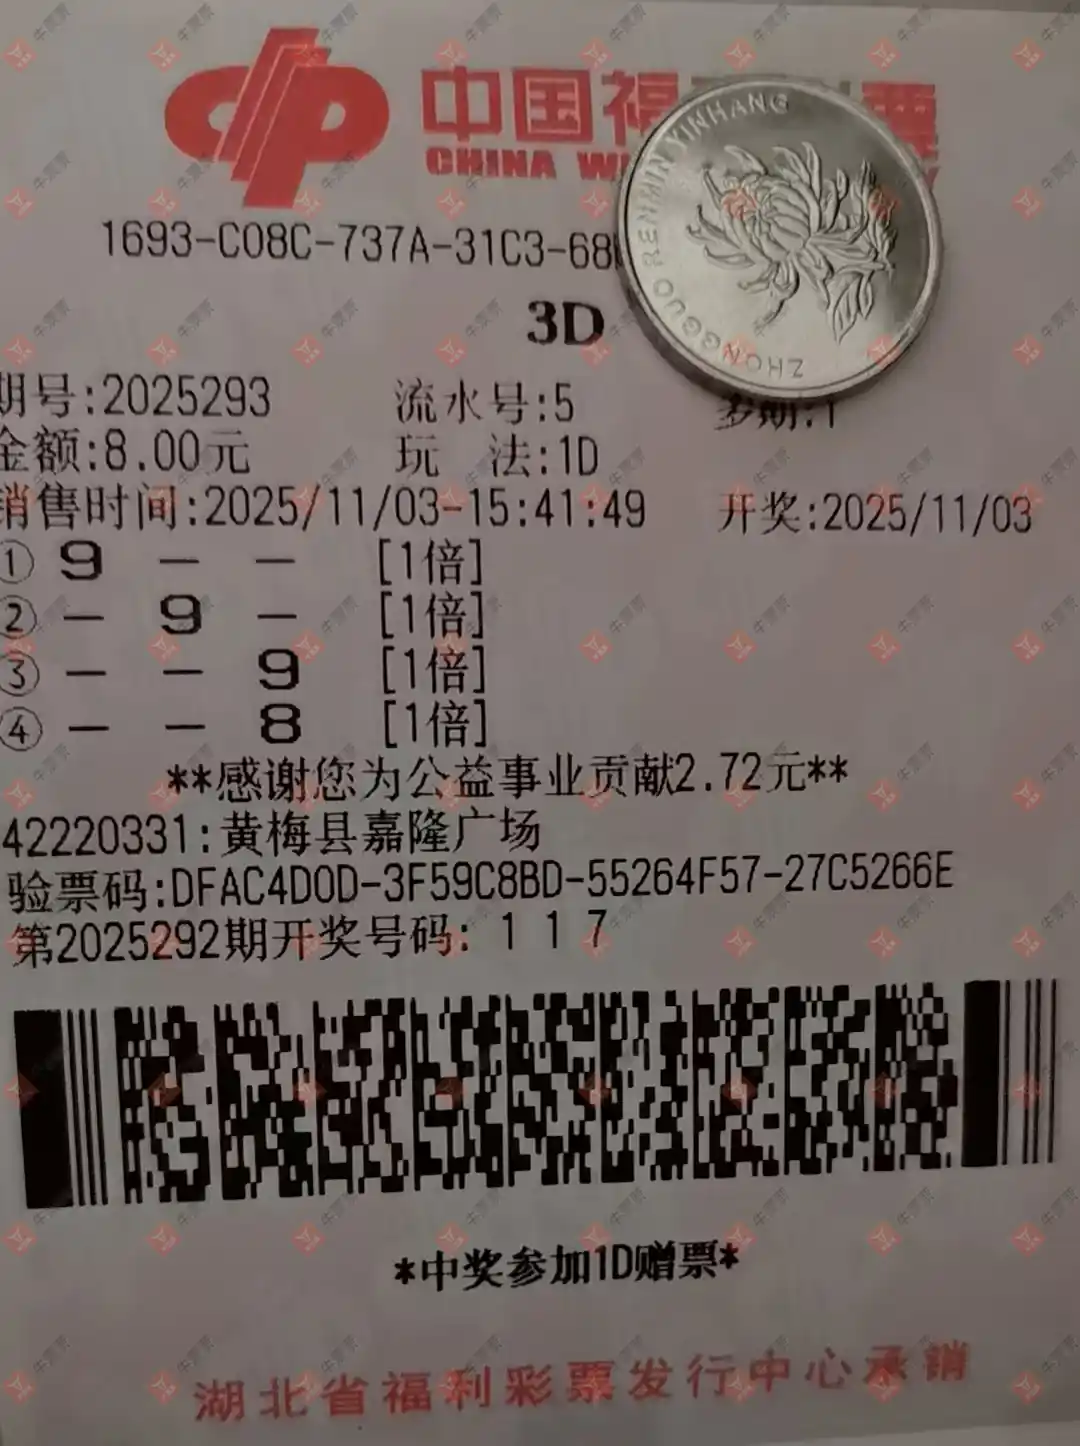 中国福 票
CHINA W
ZHONGGUO RENMIN YINHANG
1693-C08C-737A-31C3-68
3D
期号:2025293 流水号:5 多期:1
金额:8.00元 玩 法:1D
销售时间:2025/11/03-15:41:49 开奖:2025/11/03
① 9 — — [1倍]
② — 9 — [1倍]
③ — — 9 [1倍]
④ — — 8 [1倍]
**感谢您为公益事业贡献2.72元**
42220331:黄梅县嘉隆广场
验票码:DFAC4D0D-3F59C8BD-55264F57-27C5266E
第2025292期开奖号码: 1 1 7
*中奖参加1D赠票*
湖北省福利彩票发行中心承销